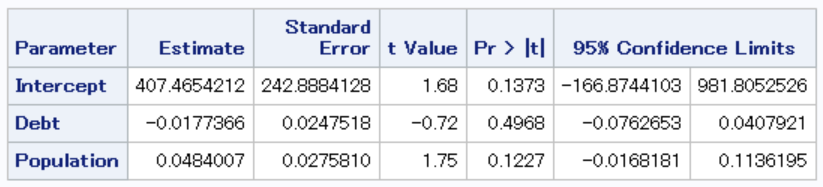 Parameter Estimate Standard Error t Value Pr > |t| 95% Confidence Limits
Intercept 407.4654212 242.8884128 1.68 0.1373 −166.8744103 981.8052526
Debt −0.0177366 0.0247518 −0.72 0.4968 −0.0762653 0.0407921
Population 0.0484007 0.0275810 1.75 0.1227 −0.0168181 0.1136195